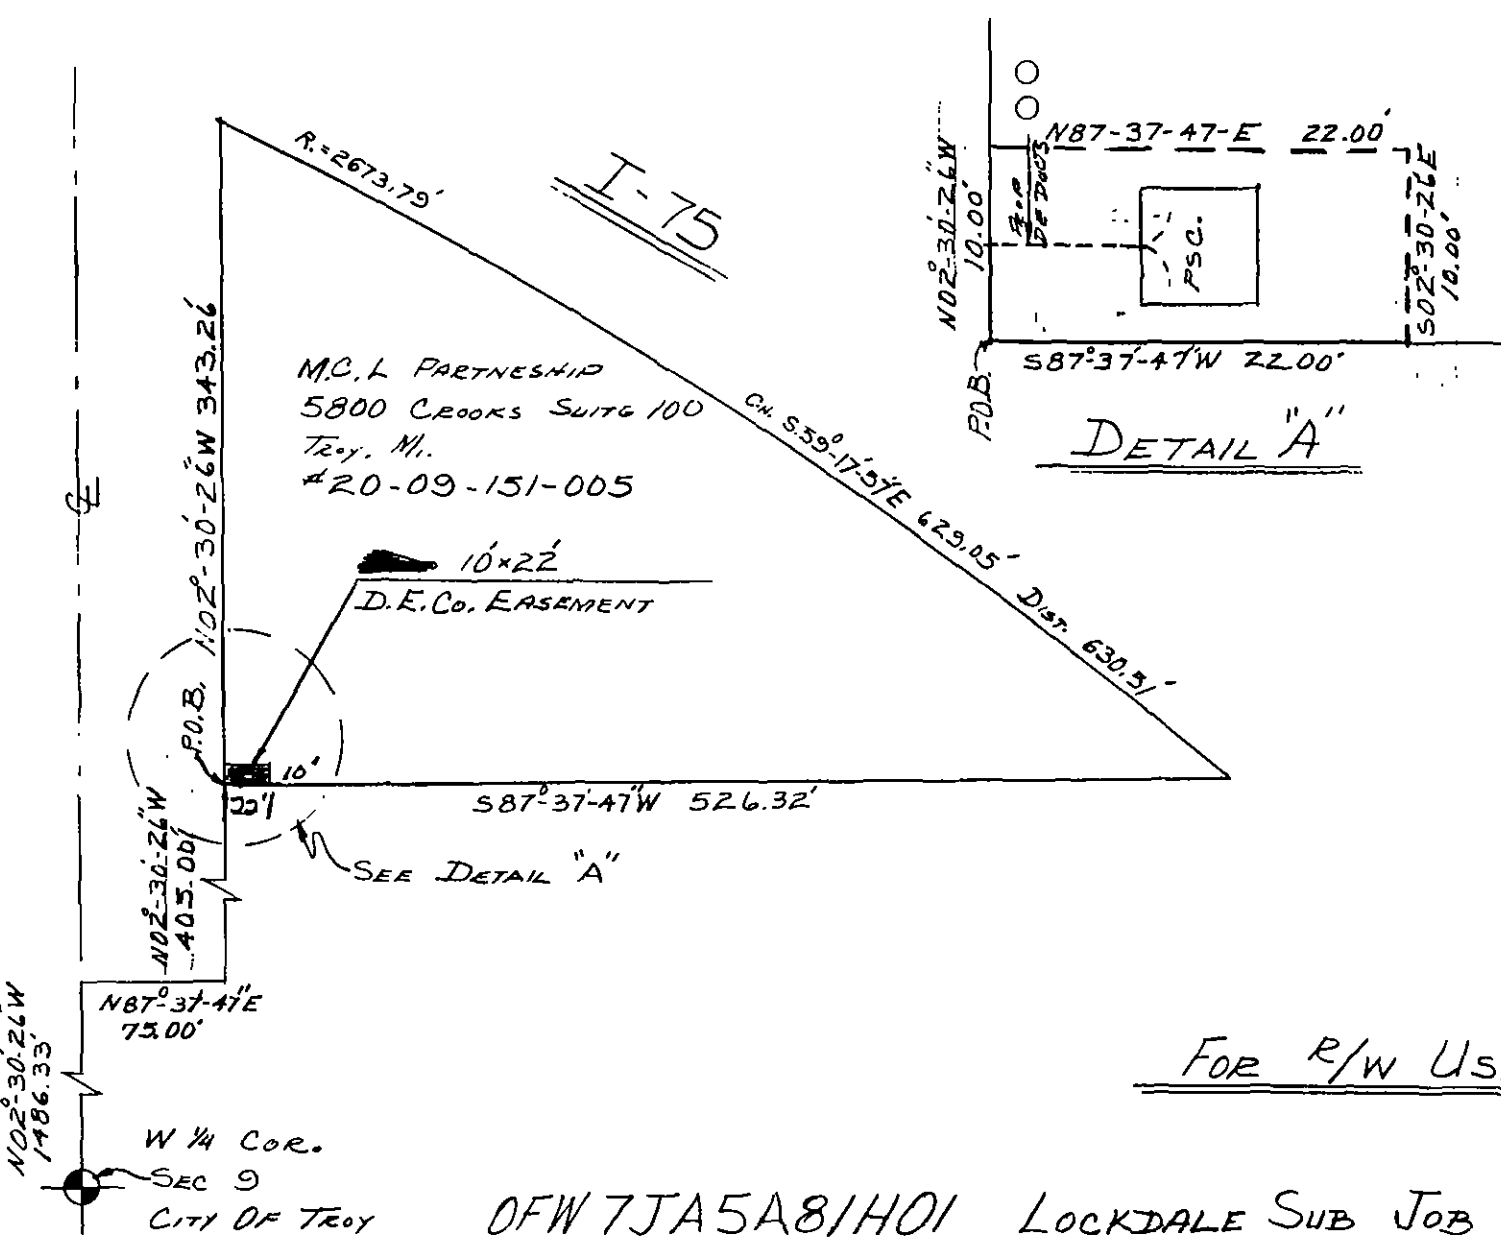 R.=2673.79'
I-75
N02°-30'-26"W 343.26'
M.C.L PARTNESHIP
5800 CROOKS SUITE 100
TROY, MI.
#20-09-151-005
CH. S.59°-17'-57"E 629.05' DIST. 630.51'
10'x22'
D.E.CO. EASEMENT
P.O.B.
10'
22'
S87°-37'-47"W 526.32'
SEE DETAIL "A"
N02°-30'-26"W
405.00'
N87°-37'-47"E
75.00'
N02°-30'-26"W
1486.33'
W 1/4 COR.
SEC 9
CITY OF TROY
N87-37-47-E 22.00'
N02°-30'-26"W
10.00'
PSC.
S02°-30-26E
10.00'
S87°-37'-47"W 22.00'
P.O.B.
DETAIL "A"
FOR R/W US
OFW 7JA5A81H01 LOCKDALE SUB JOB